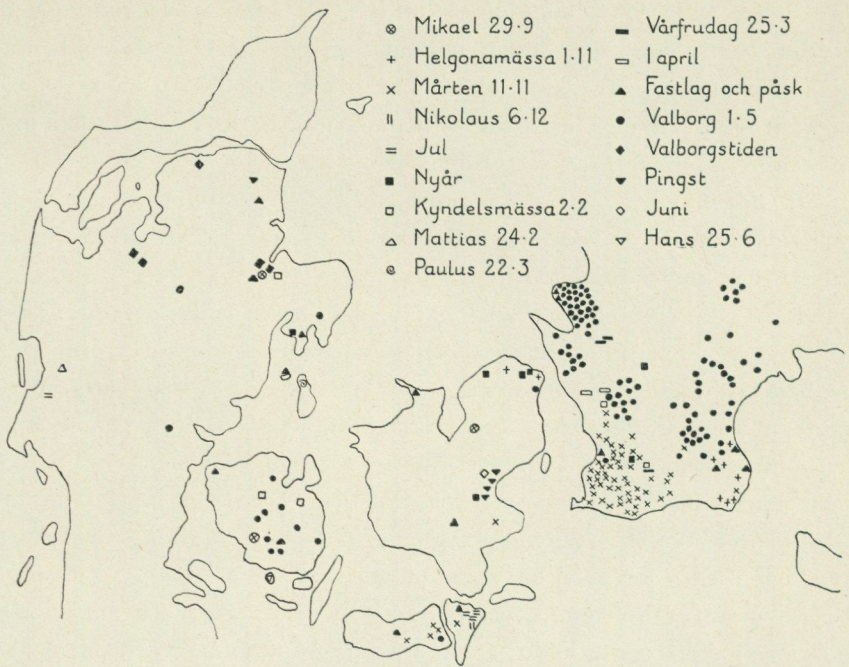 Mikael 29·9
Helgonamässa 1·11
Mårten 11·11
Nikolaus 6·12
Jul
Nyår
Kyndelsmässa 2·2
Mattias 24·2
Paulus 22·3
Vårfrudag 25·3
1 april
Fastlag och påsk
Valborg 1·5
Valborgstiden
Pingst
Juni
Hans 25·6